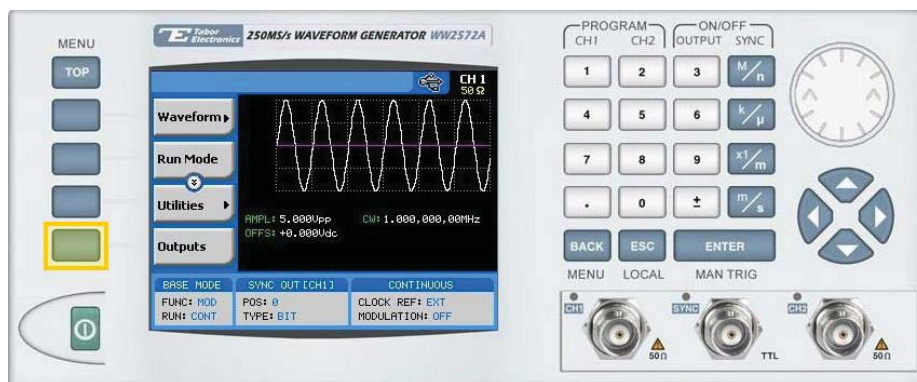 MENU
TOP
Tabor Electronics 250MS/s WAVEFORM GENERATOR WW2572A
CH 1
50 Ω
Waveform
Run Mode
Utilities
Outputs
AMPL: 5.000Vpp
CW: 1.000,000,00MHz
OFFS: +0.000Vdc
BASE MODE
FUNC: MOD
RUN: CONT
SYNC OUT [CH1]
POS: 0
TYPE: BIT
CONTINUOUS
CLOCK REF: EXT
MODULATION: OFF
PROGRAM
CH1 CH2
ON/OFF
OUTPUT SYNC
1 2 3 M/n
4 5 6 k/µ
7 8 9 x1/m
. 0 ± m/s
BACK ESC ENTER
MENU LOCAL MAN TRIG
CH1 SYNC CH2
50 Ω TTL 50 Ω